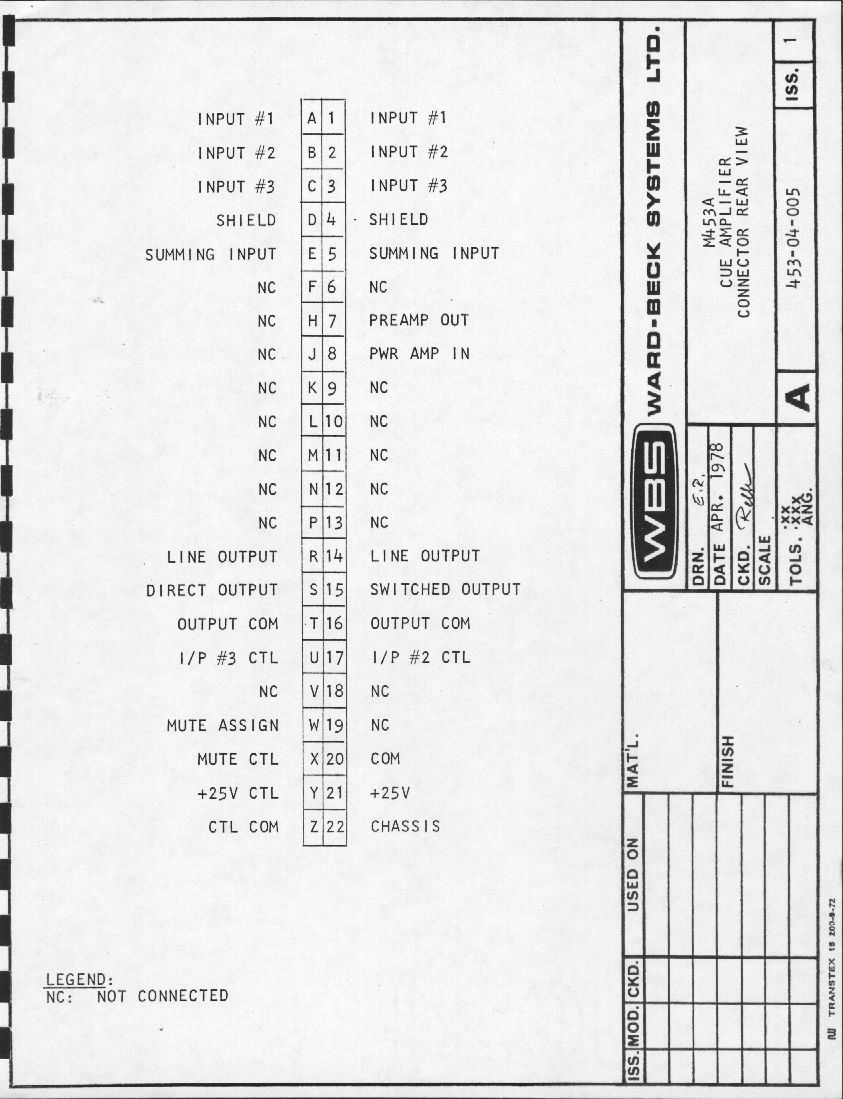 INPUT #1 A 1 INPUT #1
INPUT #2 B 2 INPUT #2
INPUT #3 C 3 INPUT #3
SHIELD D 4 SHIELD
SUMMING INPUT E 5 SUMMING INPUT
NC F 6 NC
NC H 7 PREAMP OUT
NC J 8 PWR AMP IN
NC K 9 NC
NC L 10 NC
NC M 11 NC
NC N 12 NC
NC P 13 NC
LINE OUTPUT R 14 LINE OUTPUT
DIRECT OUTPUT S 15 SWITCHED OUTPUT
OUTPUT COM T 16 OUTPUT COM
I/P #3 CTL U 17 I/P #2 CTL
NC V 18 NC
MUTE ASSIGN W 19 NC
MUTE CTL X 20 COM
+25V CTL Y 21 +25V
CTL COM Z 22 CHASSIS
LEGEND:
NC: NOT CONNECTED
WBS WARD-BECK SYSTEMS LTD.
M453A
CUE AMPLIFIER
CONNECTOR REAR VIEW
A 453-04-005 ISS. 1
DRN. E.R.
DATE APR. 1978
CKD.
SCALE
TOLS. .XX
.XXX
ANG.
MAT'L.
FINISH
ISS. MOD. CKD. USED ON
TRANSTEX 15 200-9-72